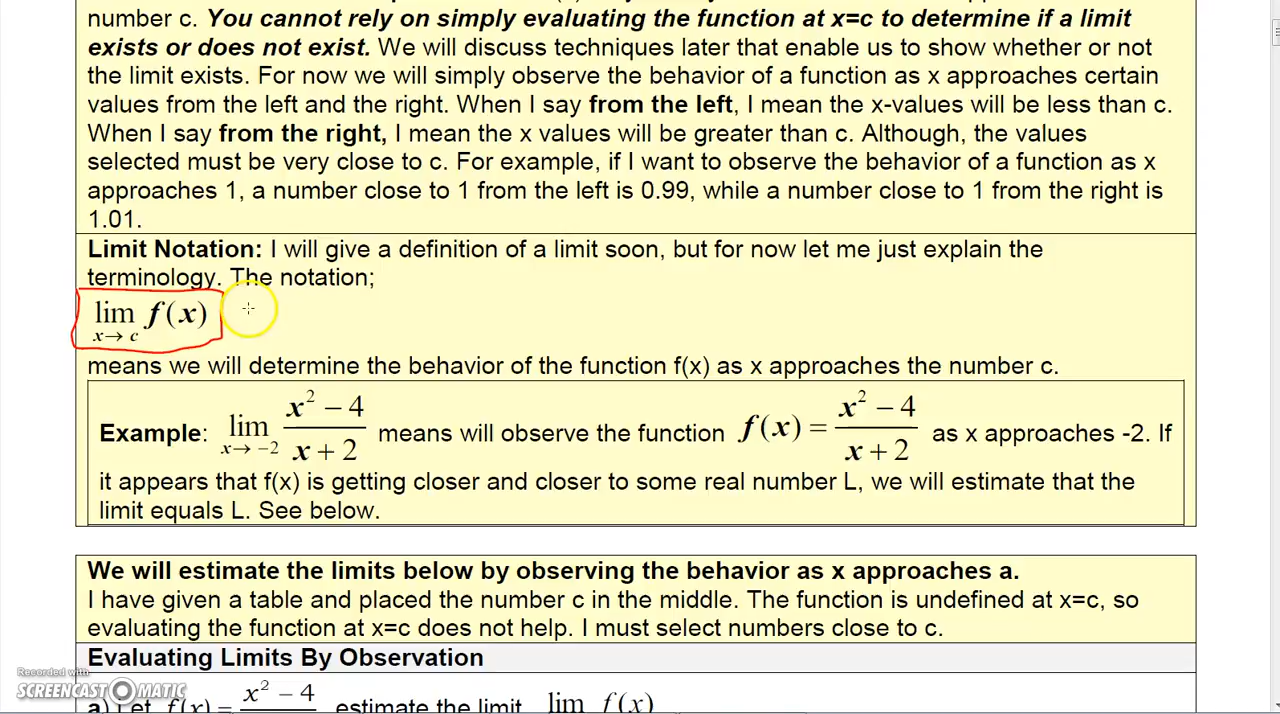 number c. You cannot rely on simply evaluating the function at x=c to determine if a limit
exists or does not exist. We will discuss techniques later that enable us to show whether or not
the limit exists. For now we will simply observe the behavior of a function as x approaches certain
values from the left and the right. When I say from the left, I mean the x-values will be less than c.
When I say from the right, I mean the x values will be greater than c. Although, the values
selected must be very close to c. For example, if I want to observe the behavior of a function as x
approaches 1, a number close to 1 from the left is 0.99, while a number close to 1 from the right is
1.01.
Limit Notation: I will give a definition of a limit soon, but for now let me just explain the
terminology. The notation;
lim f(x)
x→ c
means we will determine the behavior of the function f(x) as x approaches the number c.
Example: lim x→ −2 (x² − 4)/(x + 2) means will observe the function f(x) = (x² − 4)/(x + 2) as x approaches -2. If
it appears that f(x) is getting closer and closer to some real number L, we will estimate that the
limit equals L. See below.
We will estimate the limits below by observing the behavior as x approaches a.
I have given a table and placed the number c in the middle. The function is undefined at x=c, so
evaluating the function at x=c does not help. I must select numbers close to c.
Evaluating Limits By Observation
a) Let f(x) = x² − 4 estimate the limit lim f(x)
Recorded with
SCREENCAST-O-MATIC